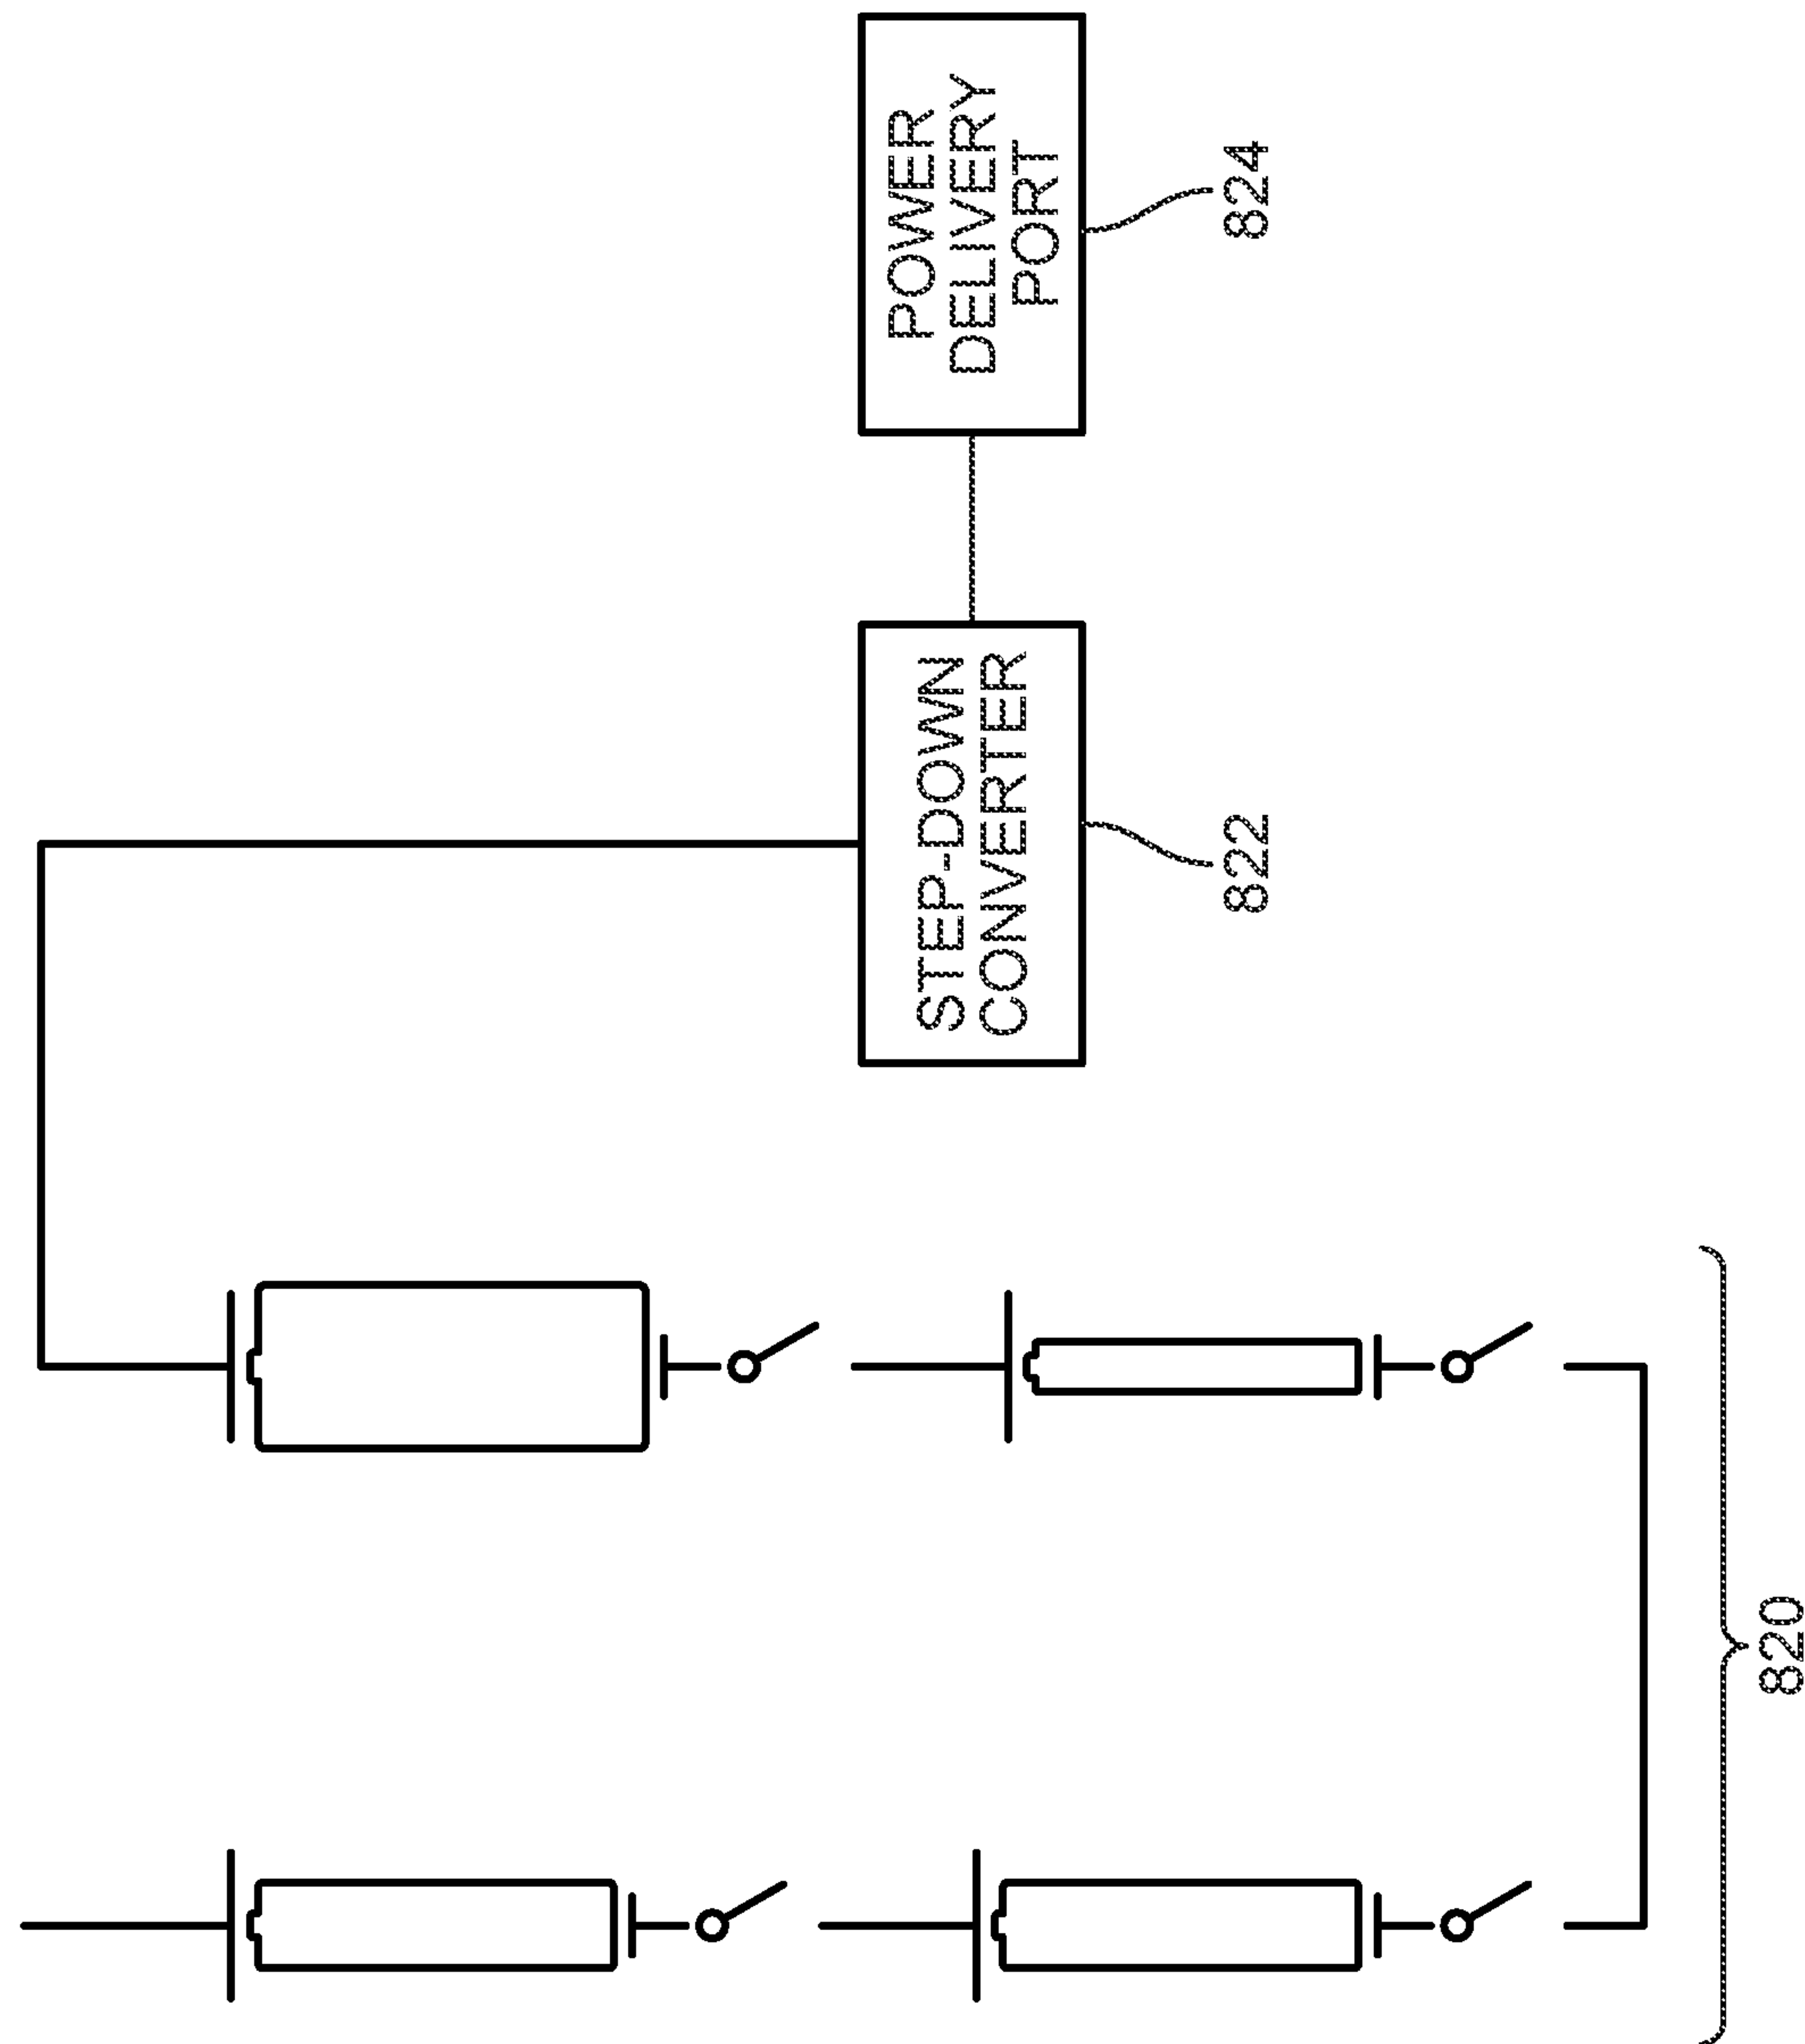 820
STEP-DOWN
CONVERTER
822
POWER
DELIVERY
PORT
824